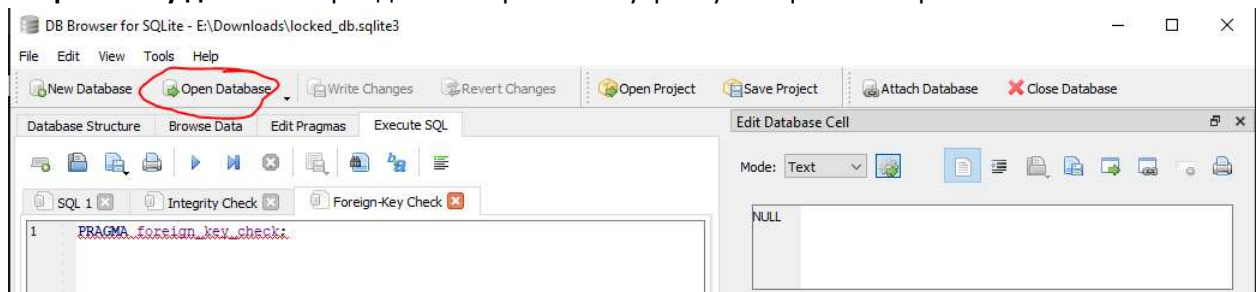 DB Browser for SQLite - E:\Downloads\locked_db.sqlite3
File Edit View Tools Help
New Database Open Database Write Changes Revert Changes Open Project Save Project Attach Database Close Database
Database Structure Browse Data Edit Pragmas Execute SQL
Edit Database Cell
Mode: Text
SQL 1 Integrity Check Foreign-Key Check
NULL
1 PRAGMA foreign_key_check;